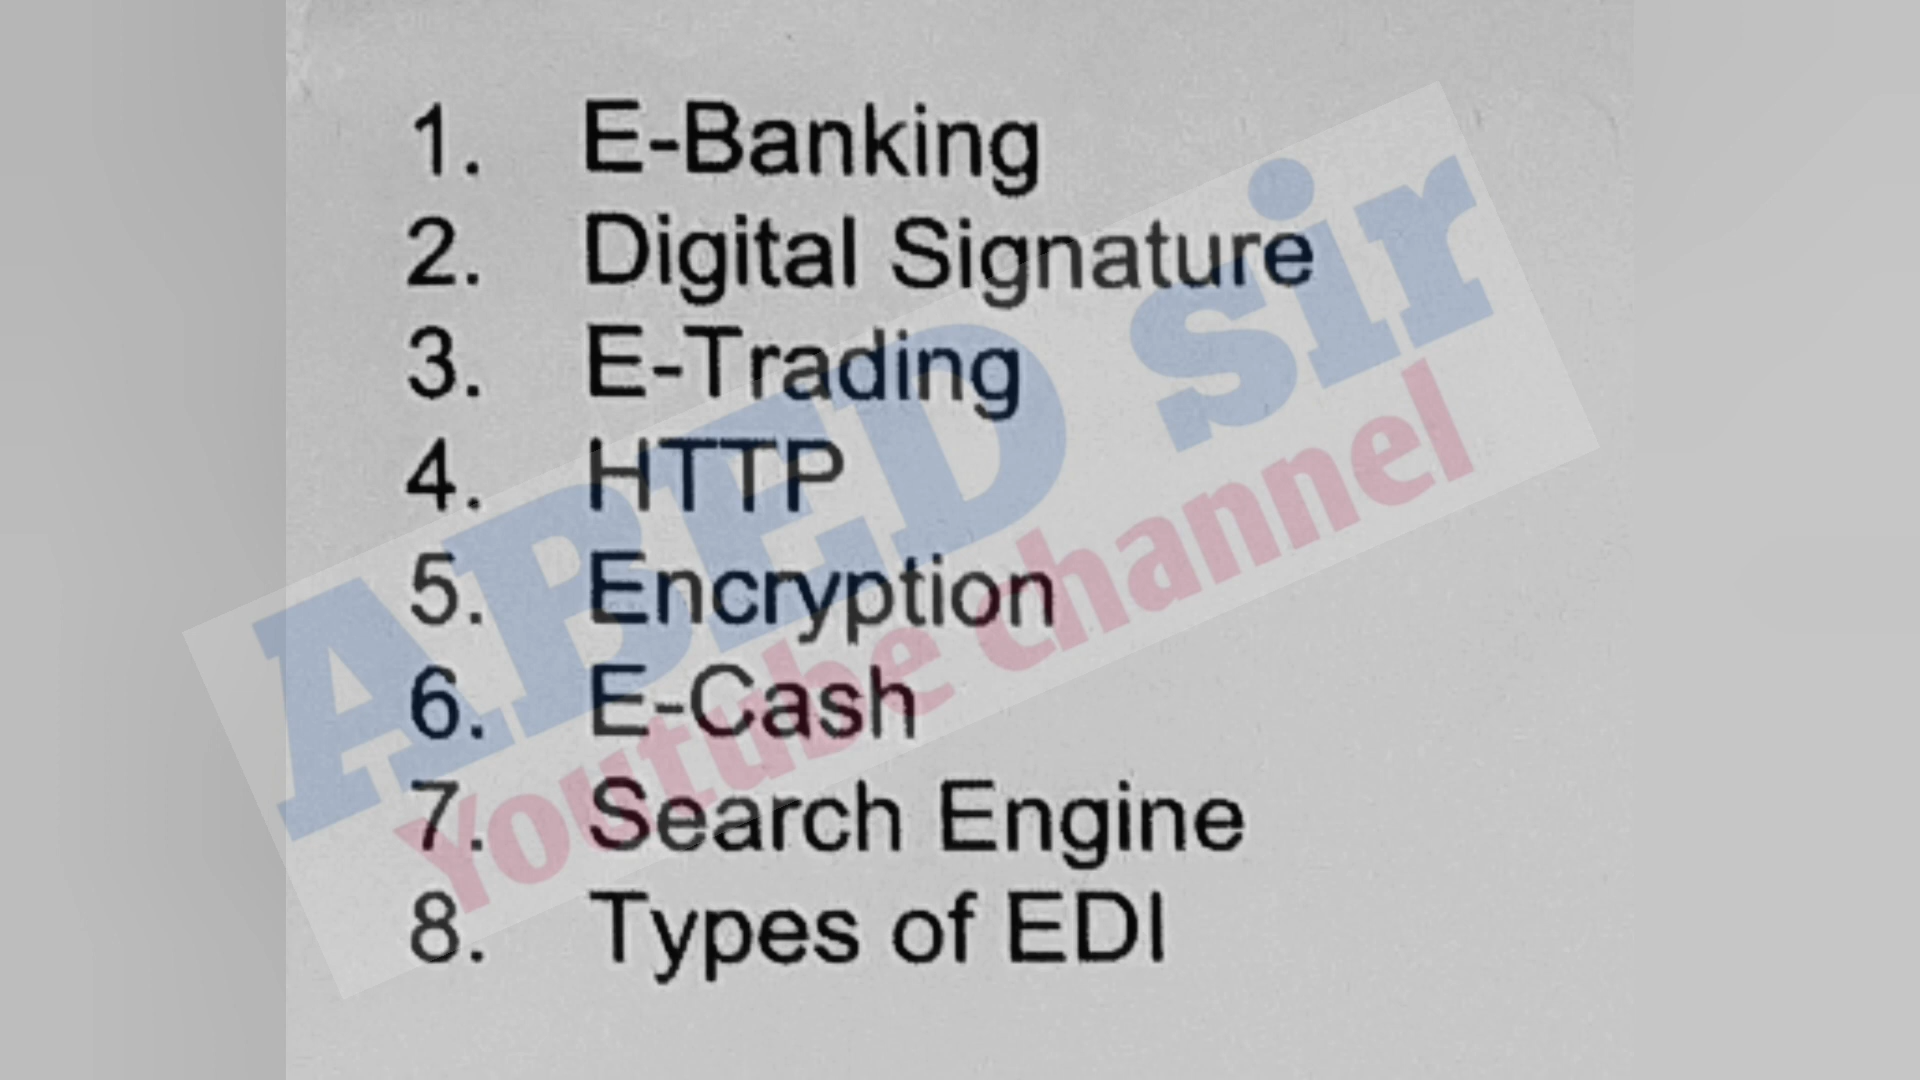 1. E-Banking
2. Digital Signature
3. E-Trading
4. HTTP
5. Encryption
6. E-Cash
7. Search Engine
8. Types of EDI
ABED sir
Youtube channel